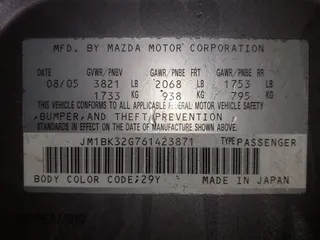 MFD. BY MAZDA MOTOR CORPORATION
GVWR/PNBV GAWR/PNBE FRT GAWR/PNBE RR
08/05 3821 LB 2068 LB 1753 LB
1733 KG 938 KG 795 KG
THIS VEHICLE CONFORMS TO ALL APPLICABLE FEDERAL MOTOR VEHICLE SAFETY
,BUMPER,AND THEFT PREVENTION
STANDARDS IN EFFECT ON THE DATE OF MANUFACTURE SHOWN ABOVE.
JM1BK32G761423871 TYPE:PASSENGER
BODY COLOR CODE;29Y MADE IN JAPAN